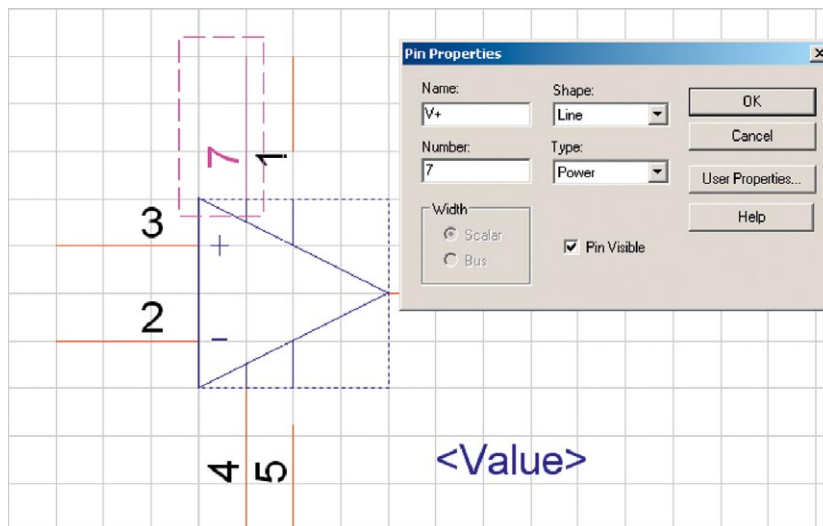 Pin Properties
Name:
V+
Shape:
Line
OK
Number:
7
Type:
Power
Cancel
User Properties...
Width
Scalar
Bus
Pin Visible
Help
7
1
3
+
2
-
4
5
<Value>